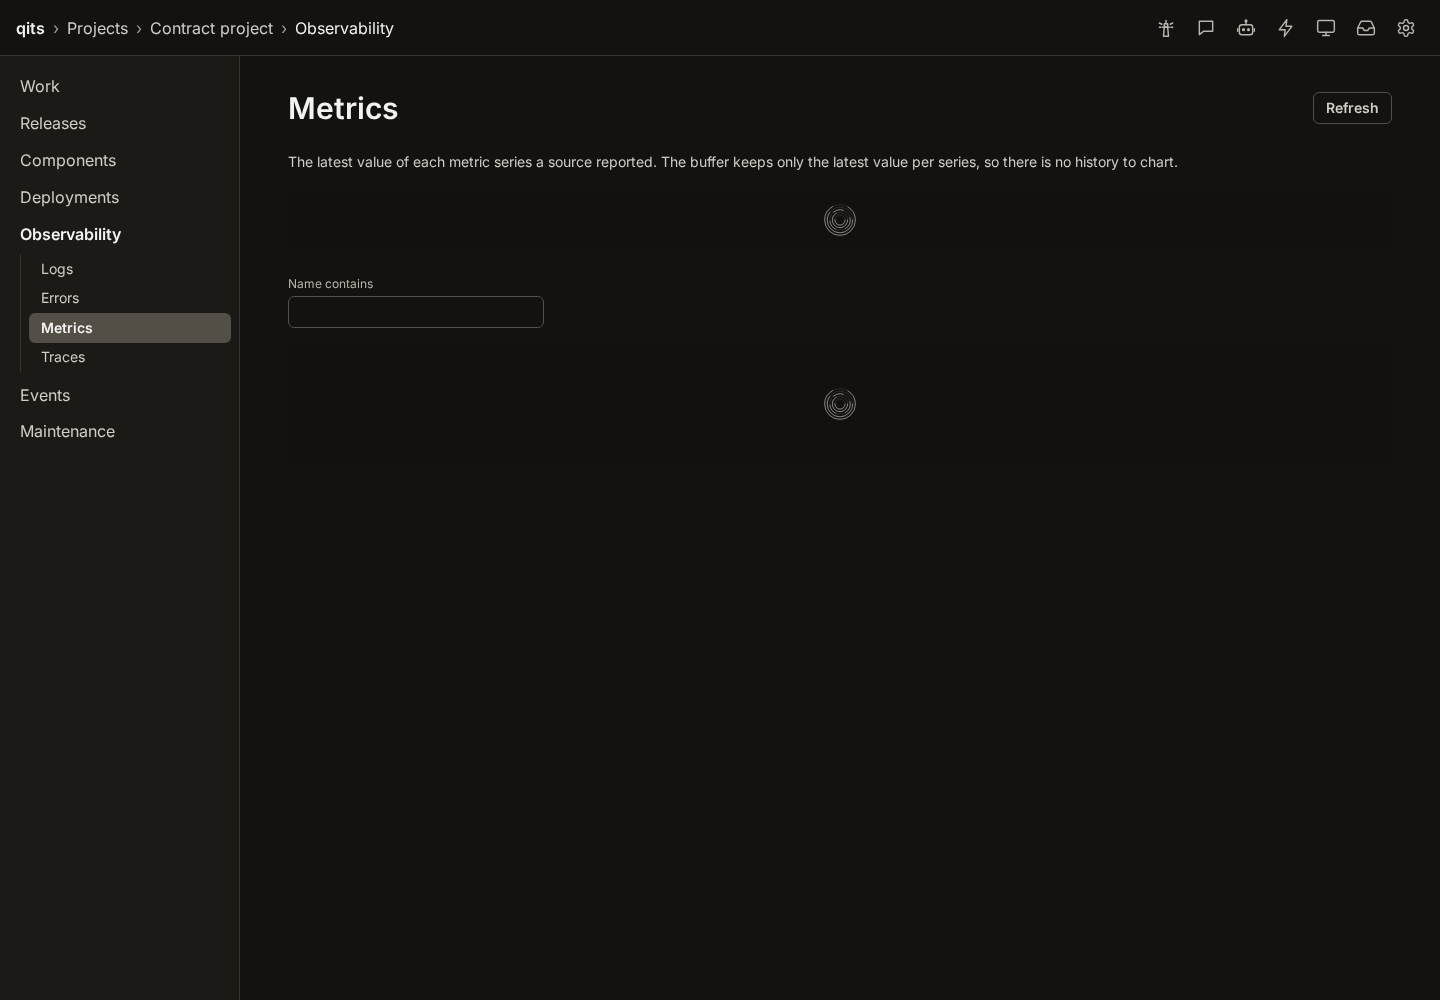 qits › Projects › Contract project › Observability
Work
Releases
Components
Deployments
Observability
Logs
Errors
Metrics
Traces
Events
Maintenance
Metrics
Refresh
The latest value of each metric series a source reported. The buffer keeps only the latest value per series, so there is no history to chart.
Name contains